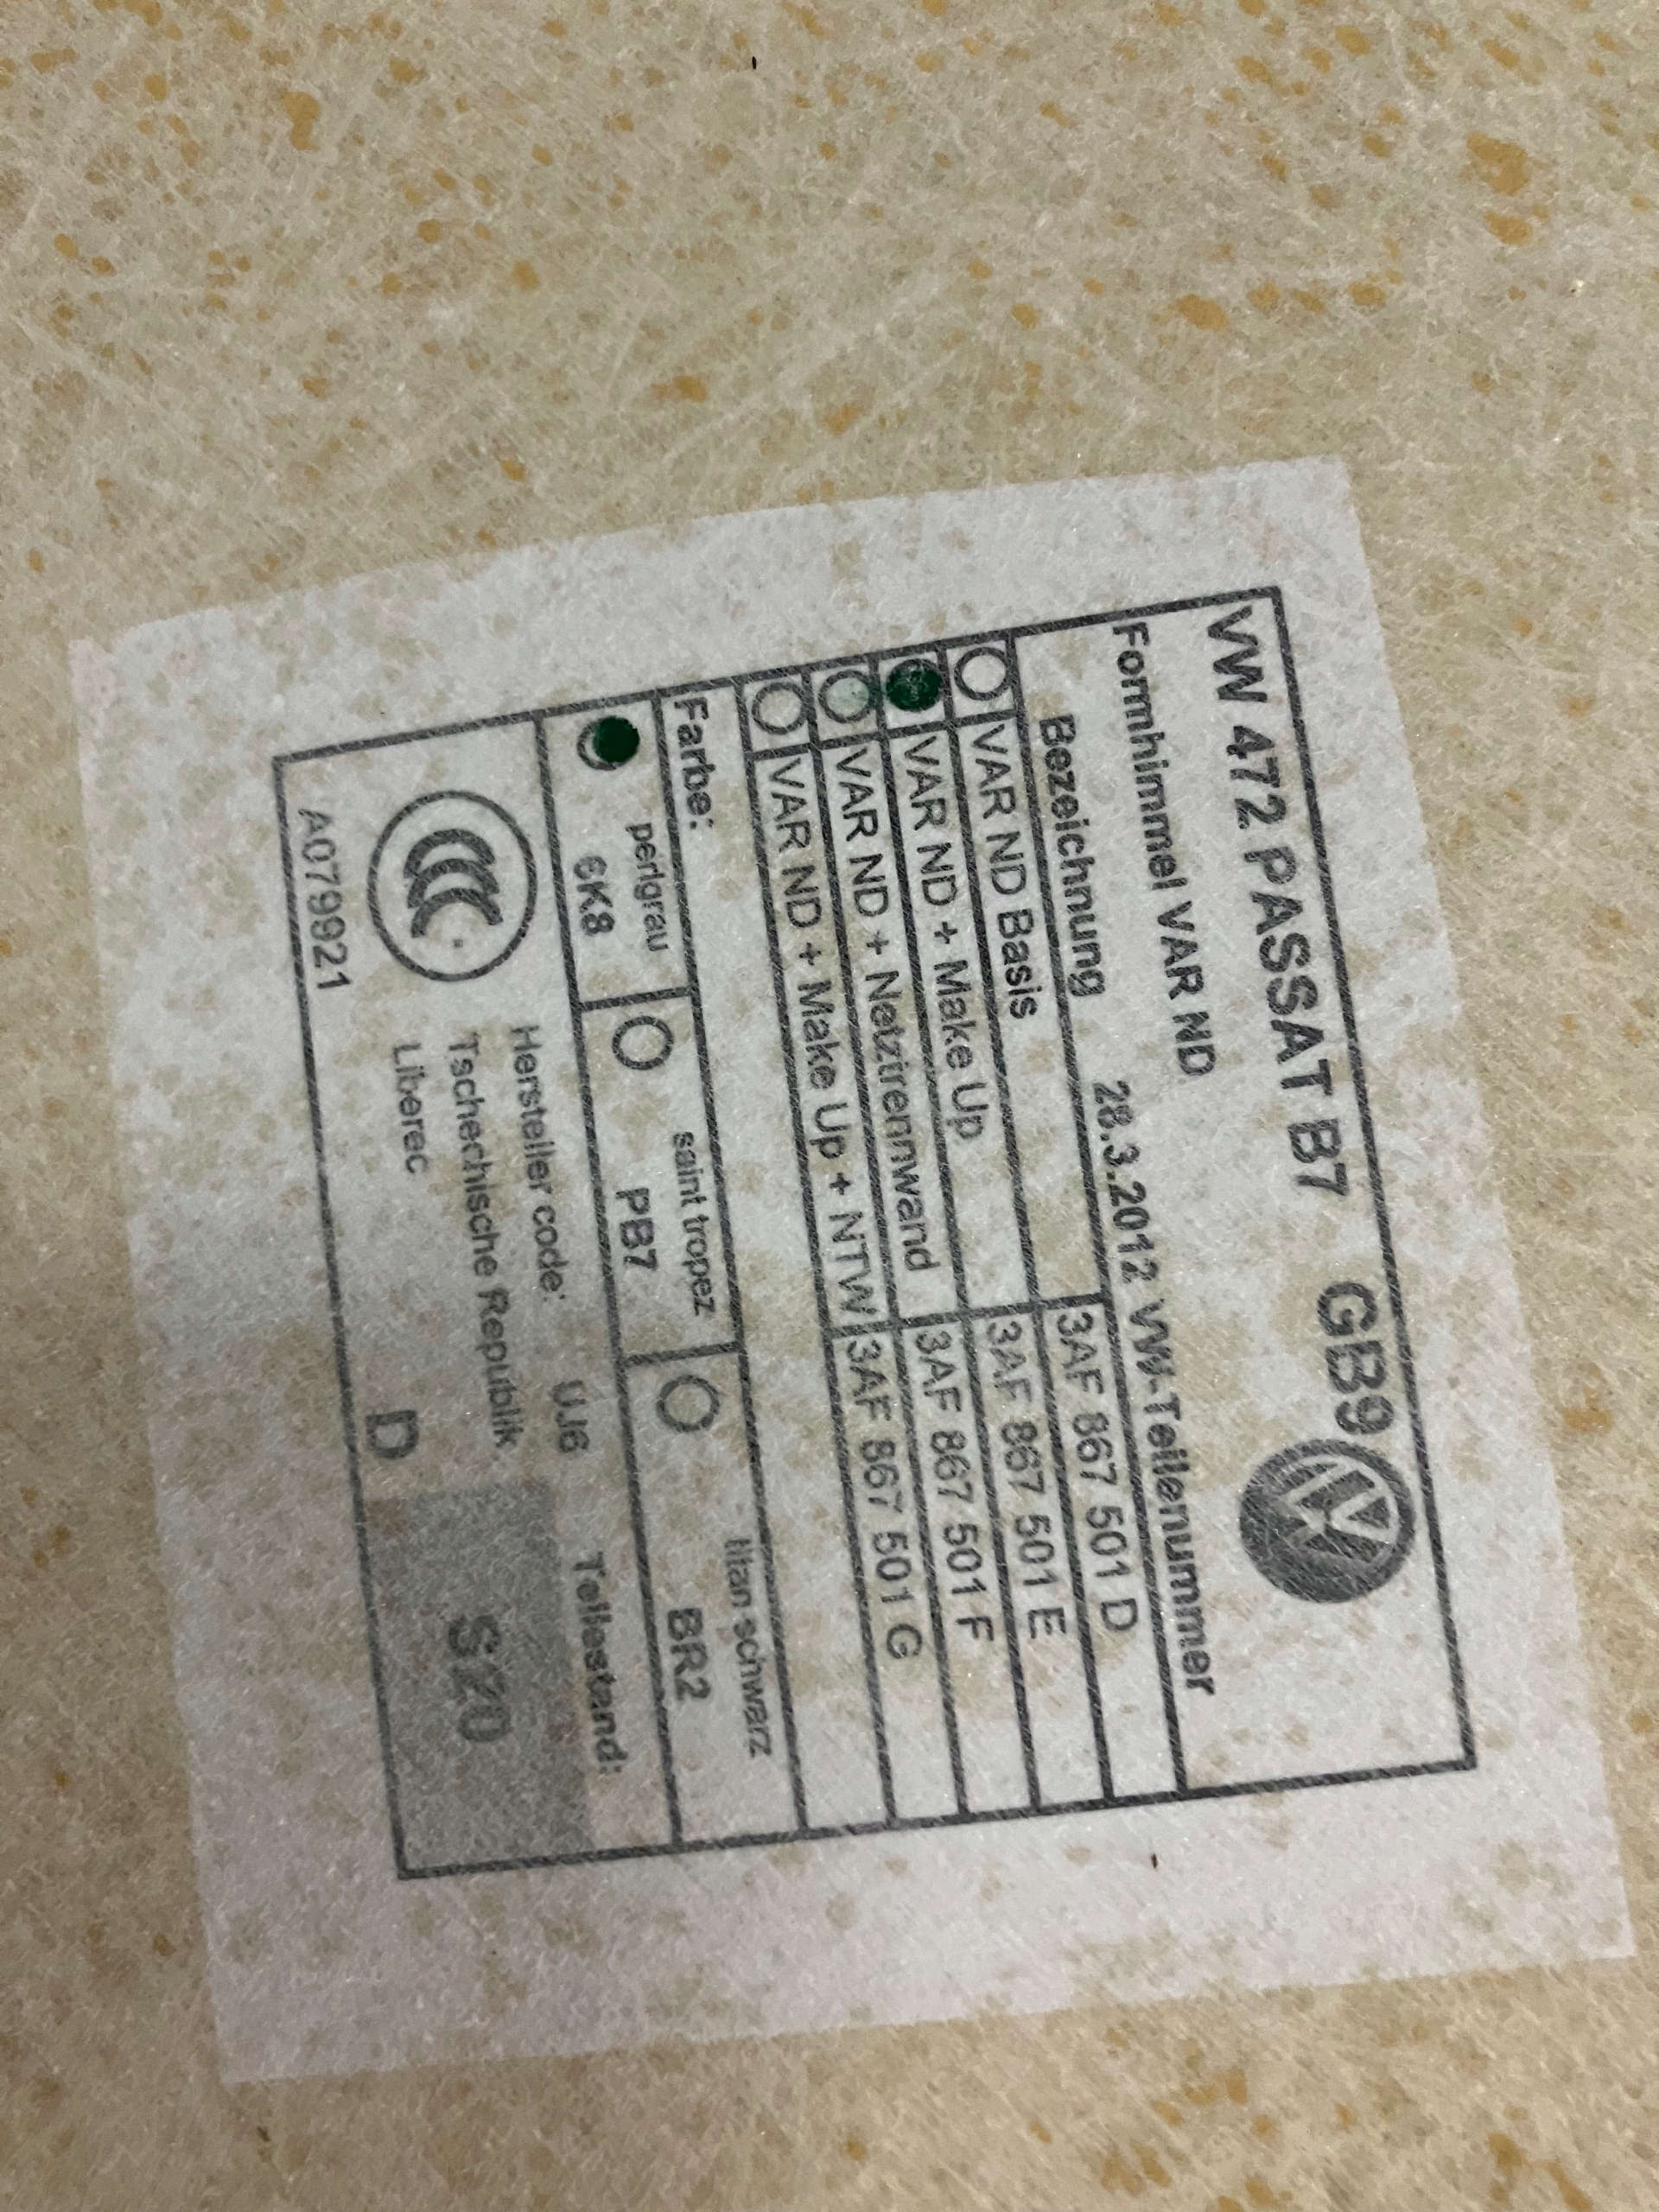 VW 472 PASSAT B7 GB9
Formhimmel VAR ND
Bezeichnung 28.3.2012 VW-Teilenummer
VAR ND Basis 3AF 867 501 D
VAR ND + Make Up 3AF 867 501 E
VAR ND + Netztrennwand 3AF 867 501 F
VAR ND + Make Up + NTW 3AF 867 501 G
Farbe:
perlgrau saint tropez titan schwarz
6K8 PB7 BR2
Hersteller code: UJ6 Teilestand:
Tschechische Republik
Liberec D S20
A079921